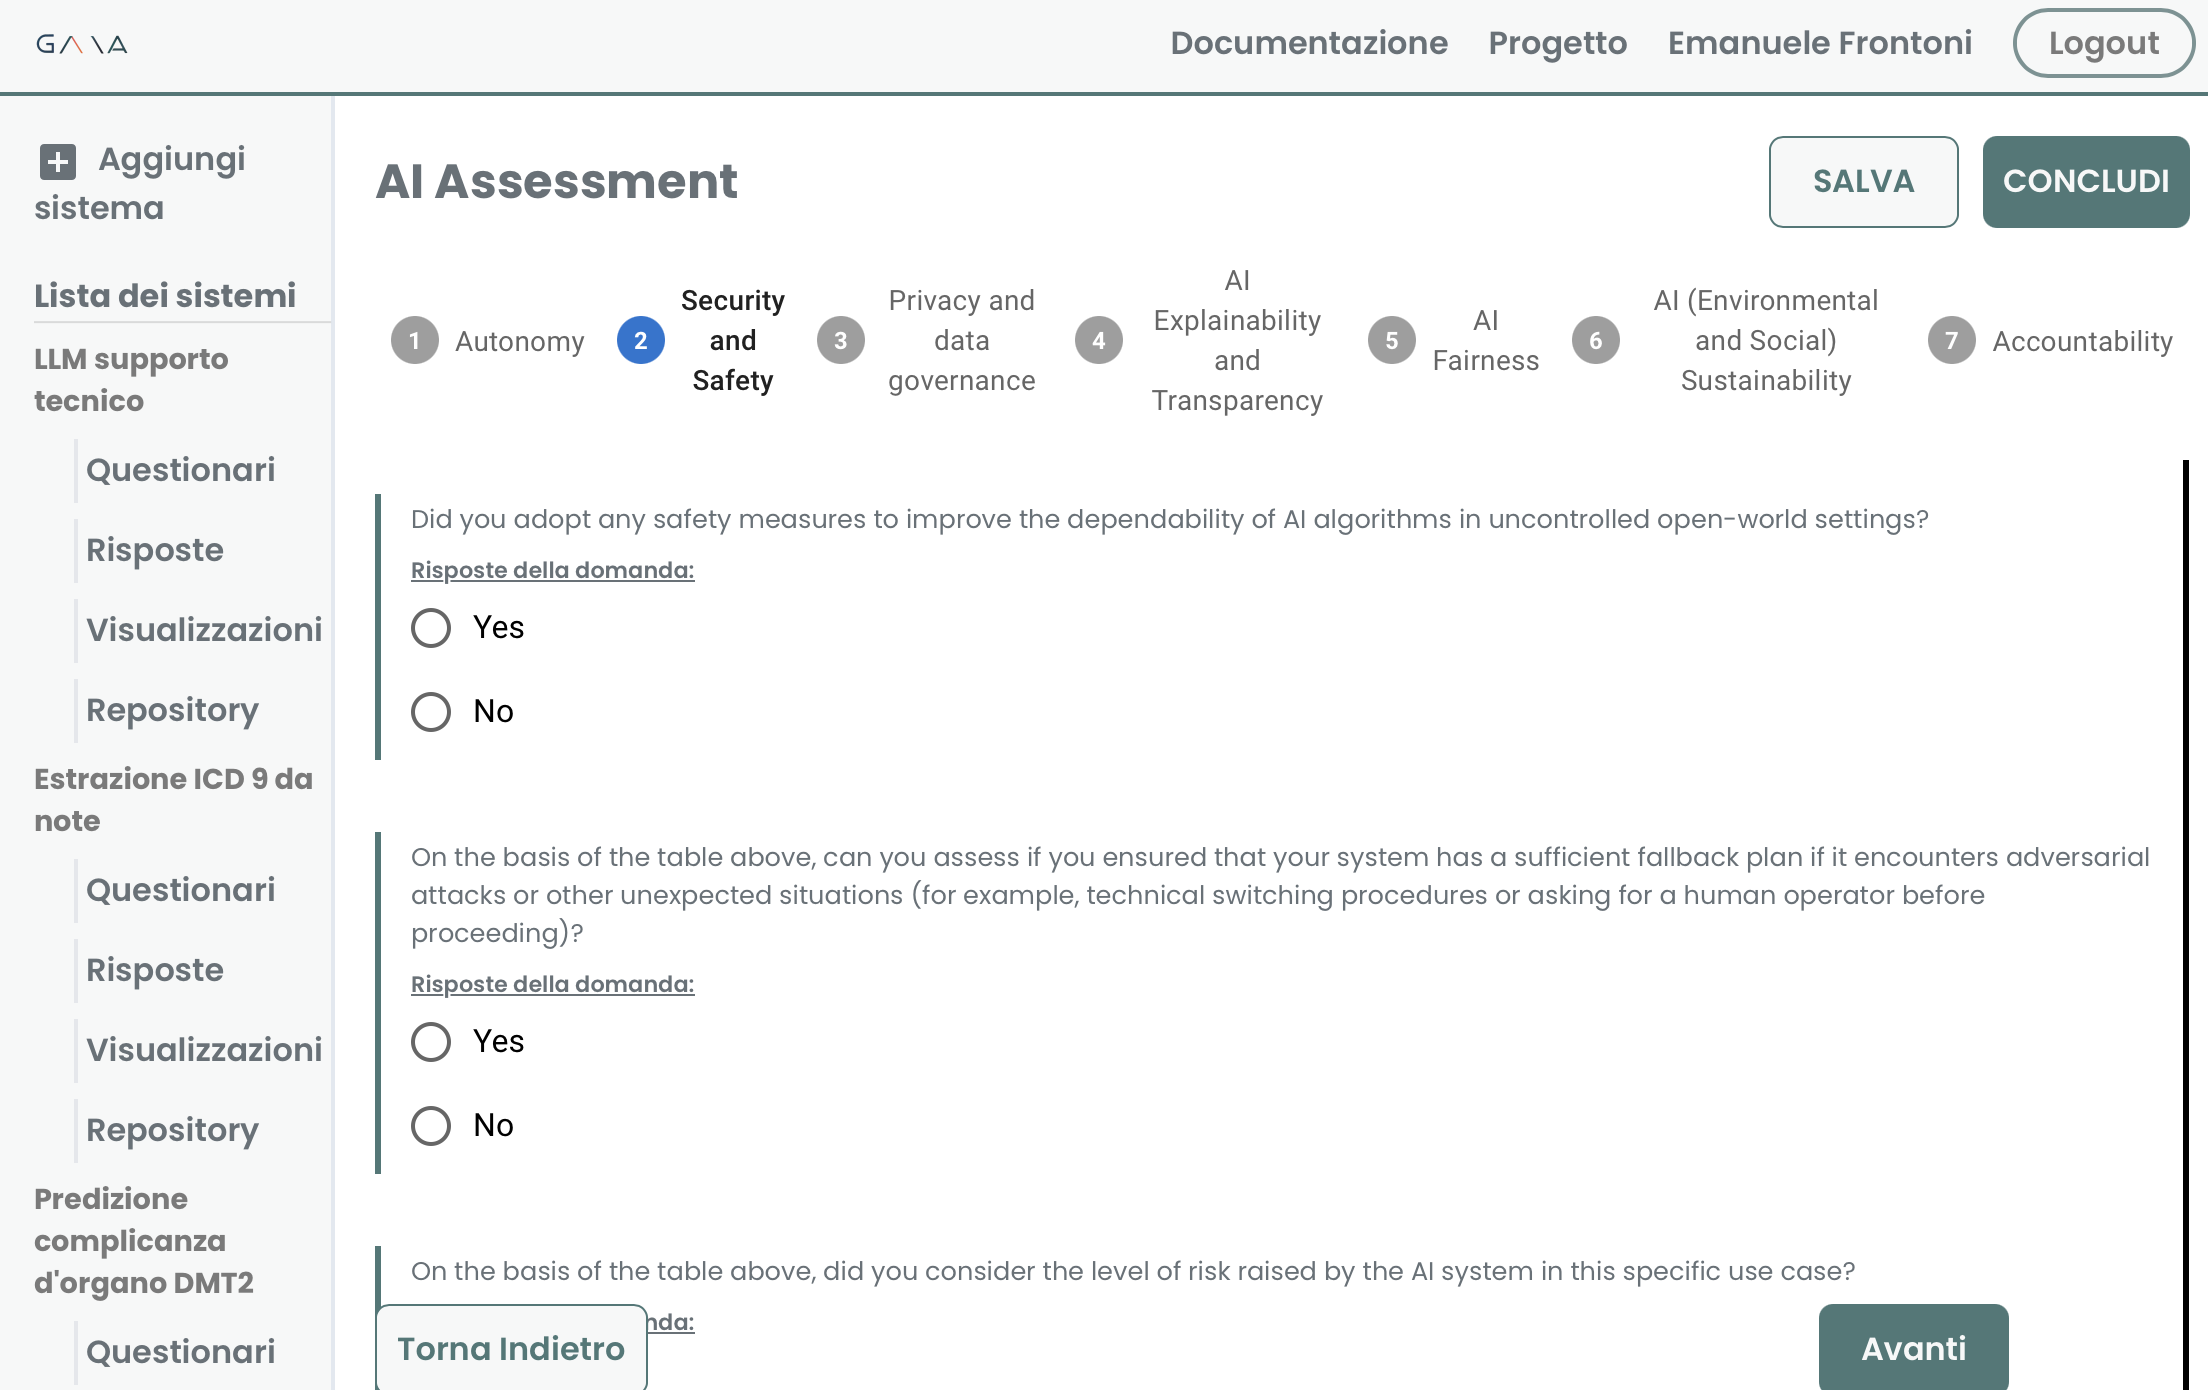 GAIA
Documentazione
Progetto
Emanuele Frontoni
Logout
Aggiungi
sistema
Lista dei sistemi
LLM supporto
tecnico
Questionari
Risposte
Visualizzazioni
Repository
Estrazione ICD 9 da
note
Questionari
Risposte
Visualizzazioni
Repository
Predizione
complicanza
d'organo DMT2
Questionari
AI Assessment
SALVA
CONCLUDI
1 Autonomy
2 Security
and
Safety
3 Privacy and
data
governance
4 AI
Explainability
and
Transparency
5 AI
Fairness
6 AI (Environmental
and Social)
Sustainability
7 Accountability
Did you adopt any safety measures to improve the dependability of AI algorithms in uncontrolled open-world settings?
Risposte della domanda:
Yes
No
On the basis of the table above, can you assess if you ensured that your system has a sufficient fallback plan if it encounters adversarial
attacks or other unexpected situations (for example, technical switching procedures or asking for a human operator before
proceeding)?
Risposte della domanda:
Yes
No
On the basis of the table above, did you consider the level of risk raised by the AI system in this specific use case?
nda:
Torna Indietro
Avanti